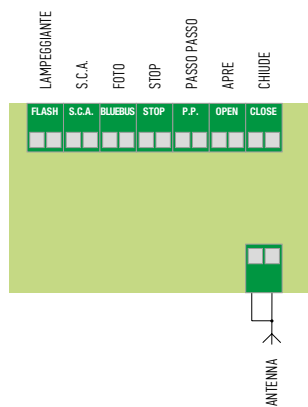 LAMPEGGIANTE
S.C.A.
FOTO
STOP
PASSO PASSO
APRE
CHIUDE
FLASH
S.C.A.
BLUEBUS
STOP
P.P.
OPEN
CLOSE
ANTENNA